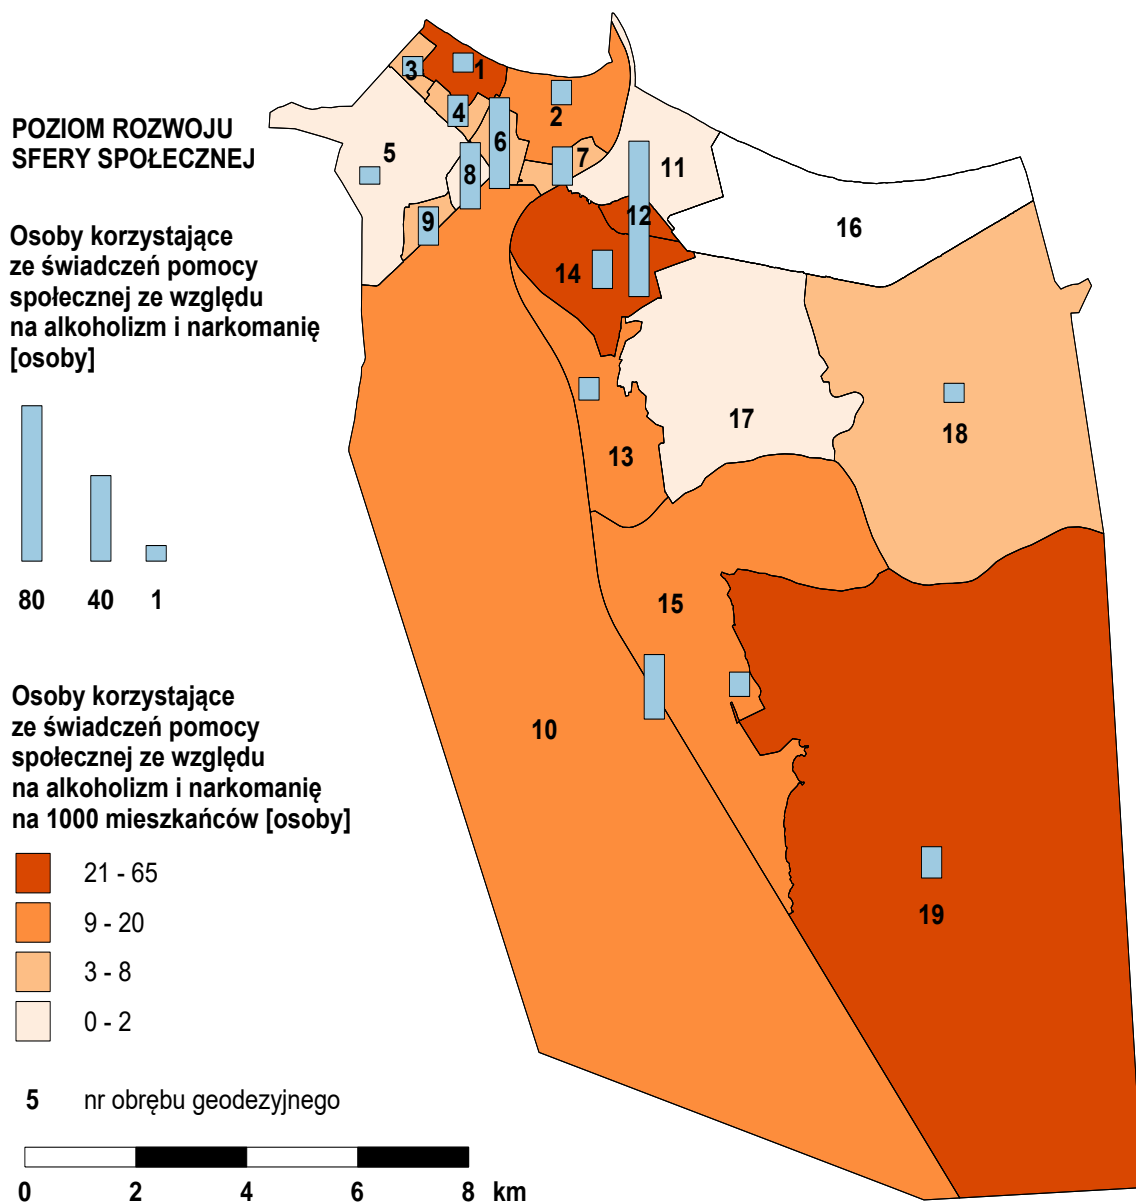 POZIOM ROZWOJU
SFERY SPOŁECZNEJ
Osoby korzystające
ze świadczeń pomocy
społecznej ze względu
na alkoholizm i narkomanię
[osoby]
80 40 1
Osoby korzystające
ze świadczeń pomocy
społecznej ze względu
na alkoholizm i narkomanię
na 1000 mieszkańców [osoby]
21 - 65
9 - 20
3 - 8
0 - 2
5 nr obrębu geodezyjnego
0 2 4 6 8 km
1
2
3
4
5
6
7
8
9
10
11
12
13
14
15
16
17
18
19